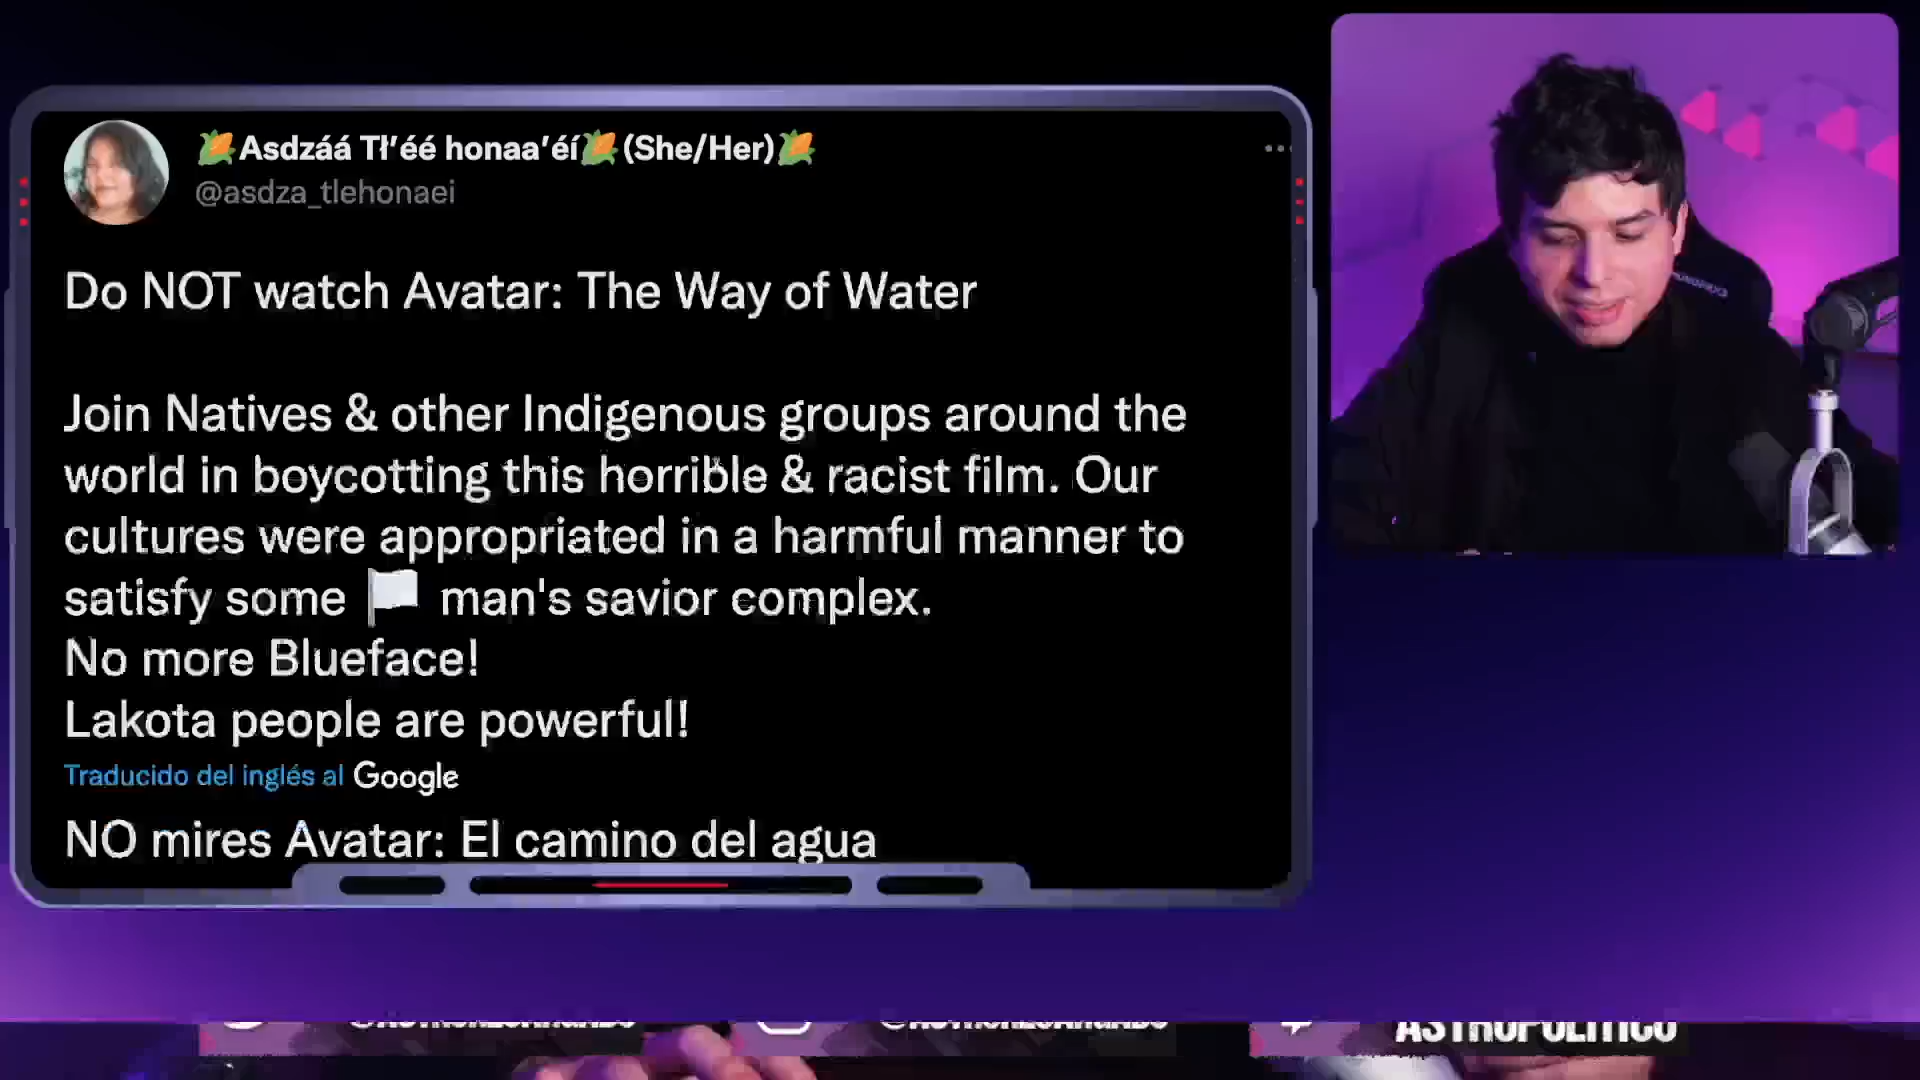 🌽Asdzáá Tł'éé honaa'éí🌽(She/Her)🌽
@asdza_tlehonaei
Do NOT watch Avatar: The Way of Water
Join Natives & other Indigenous groups around the
world in boycotting this horrible & racist film. Our
cultures were appropriated in a harmful manner to
satisfy some 🏳️ man's savior complex.
No more Blueface!
Lakota people are powerful!
Traducido del inglés al Google
NO mires Avatar: El camino del agua
ASTROPOLITICO